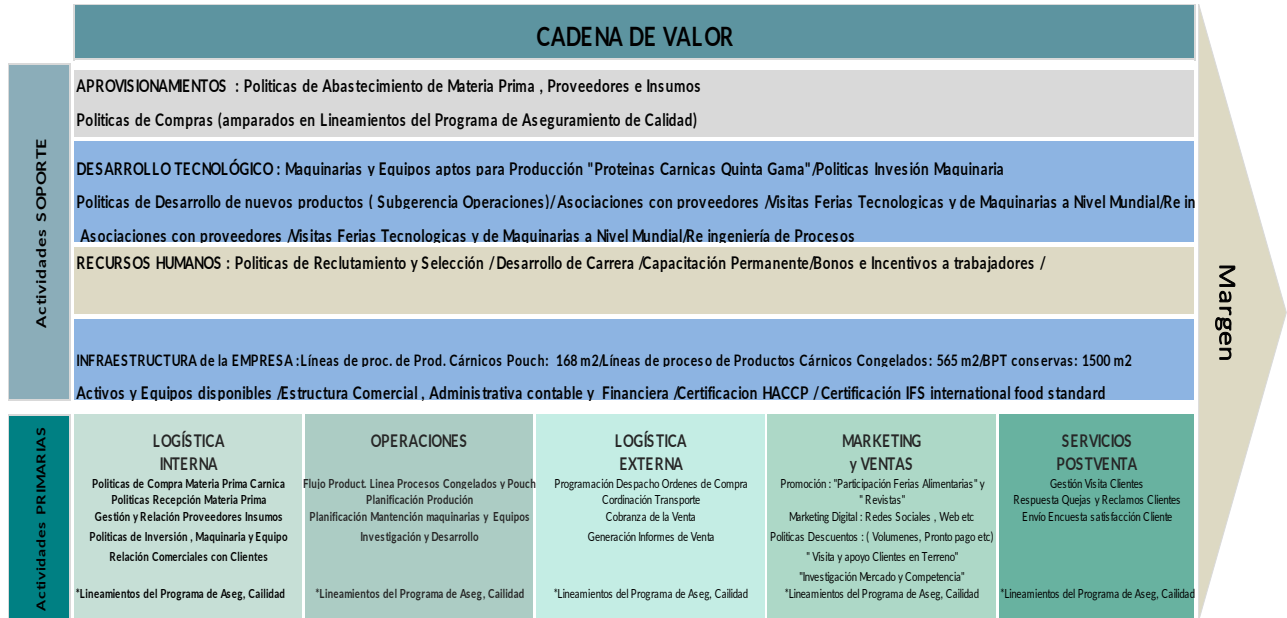 CADENA DE VALOR
Actividades SOPORTE
APROVISIONAMIENTOS : Politicas de Abastecimiento de Materia Prima , Proveedores e Insumos
Politicas de Compras (amparados en Lineamientos del Programa de Aseguramiento de Calidad)
DESARROLLO TECNOLÓGICO : Maquinarias y Equipos aptos para Producción "Proteinas Carnicas Quinta Gama"/Politicas Invesión Maquinaria
Politicas de Desarrollo de nuevos productos ( Subgerencia Operaciones)/ Asociaciones con proveedores /Visitas Ferias Tecnologicas y de Maquinarias a Nivel Mundial/Re in
Asociaciones con proveedores /Visitas Ferias Tecnologicas y de Maquinarias a Nivel Mundial/Re ingeniería de Procesos
RECURSOS HUMANOS : Politicas de Reclutamiento y Selección / Desarrollo de Carrera /Capacitación Permanente/Bonos e Incentivos a trabajadores /
INFRAESTRUCTURA de la EMPRESA :Líneas de proc. de Prod. Cárnicos Pouch: 168 m2/Líneas de proceso de Productos Cárnicos Congelados: 565 m2/BPT conservas: 1500 m2
Activos y Equipos disponibles /Estructura Comercial , Administrativa contable y Financiera /Certificacion HACCP / Certificación IFS international food standard
Margen
Actividades PRIMARIAS
LOGÍSTICA
INTERNA
Politicas de Compra Materia Prima Carnica
Politicas Recepción Materia Prima
Gestión y Relación Proveedores Insumos
Politicas de Inversión , Maquinaria y Equipo
Relación Comerciales con Clientes
*Lineamientos del Programa de Aseg, Cailidad
OPERACIONES
Flujo Product. Linea Procesos Congelados y Pouch
Planificación Produción
Planificación Mantención maquinarias y Equipos
Investigación y Desarrollo
*Lineamientos del Programa de Aseg, Cailidad
LOGÍSTICA
EXTERNA
Programación Despacho Ordenes de Compra
Cordinación Transporte
Cobranza de la Venta
Generación Informes de Venta
*Lineamientos del Programa de Aseg, Cailidad
MARKETING
y VENTAS
Promoción : "Participación Ferias Alimentarias" y
" Revistas"
Marketing Digital : Redes Sociales , Web etc
Politicas Descuentos : ( Volumenes, Pronto pago etc)
" Visita y apoyo Clientes en Terreno"
"Investigación Mercado y Competencia"
*Lineamientos del Programa de Aseg, Cailidad
SERVICIOS
POSTVENTA
Gestión Visita Clientes
Respuesta Quejas y Reclamos Clientes
Envío Encuesta satisfacción Cliente
*Lineamientos del Programa de Aseg, Cailidad